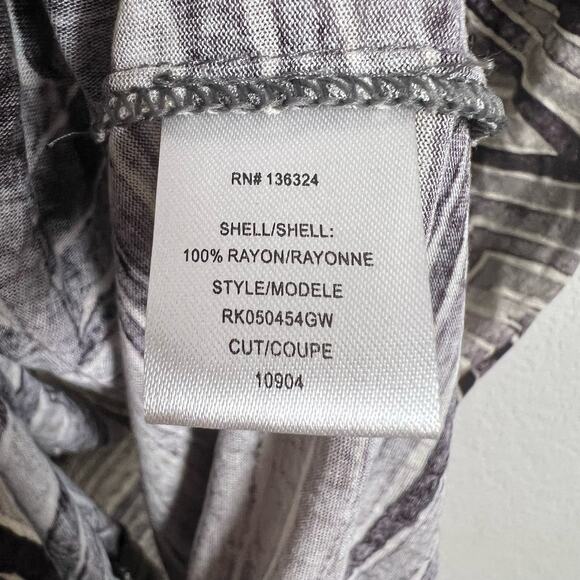 RN# 136324
SHELL/SHELL:
100% RAYON/RAYONNE
STYLE/MODELE
RK050454GW
CUT/COUPE
10904